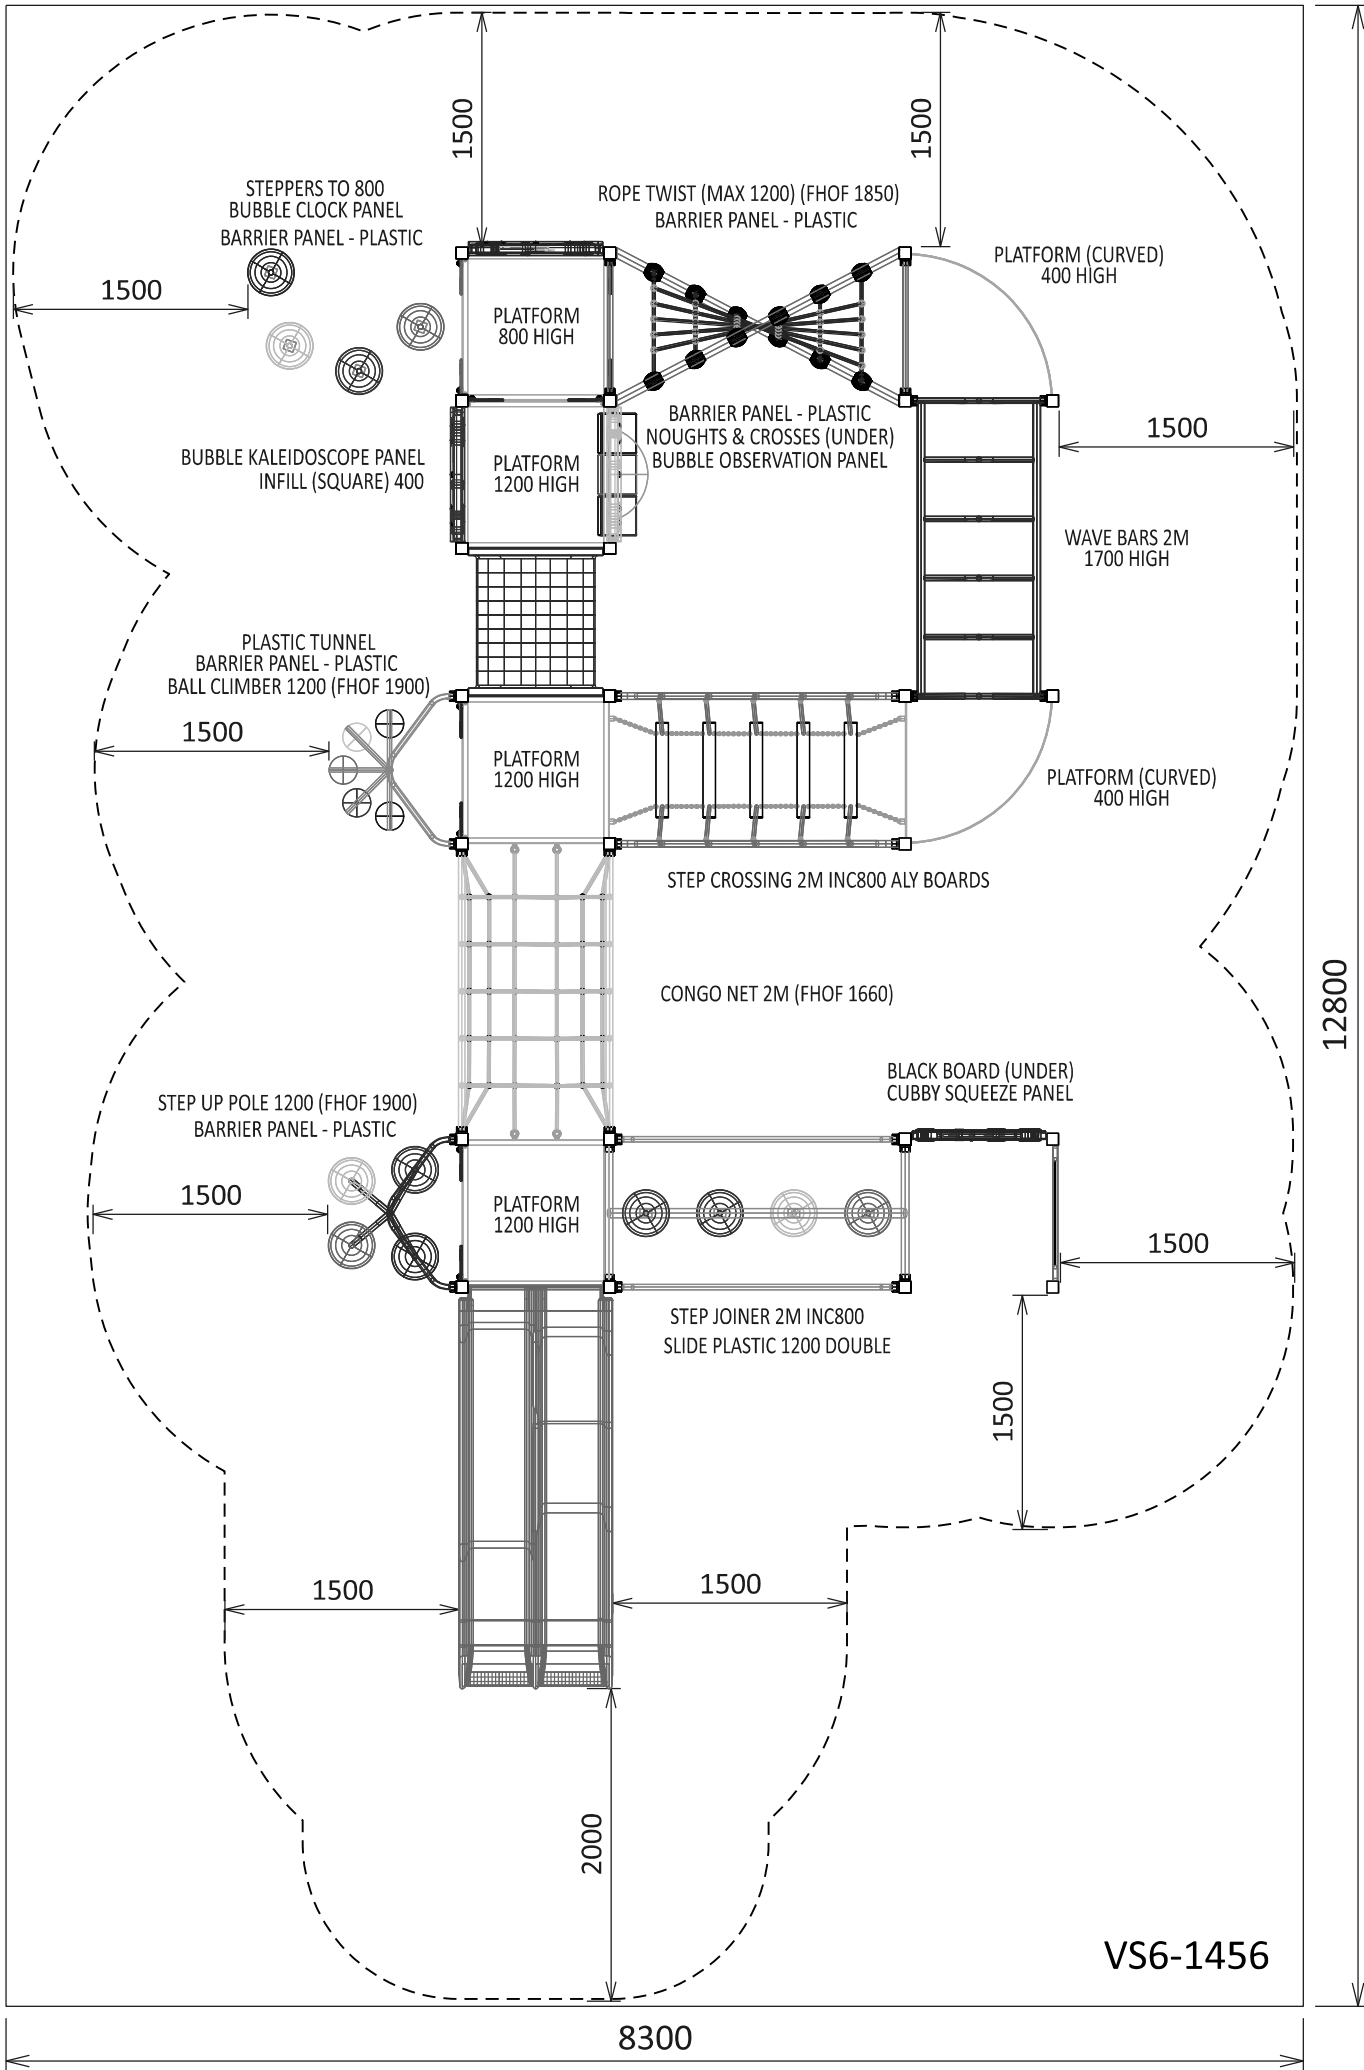 1500
1500
STEPPERS TO 800
BUBBLE CLOCK PANEL
BARRIER PANEL - PLASTIC
ROPE TWIST (MAX 1200) (FHOF 1850)
BARRIER PANEL - PLASTIC
PLATFORM (CURVED)
400 HIGH
1500
PLATFORM
800 HIGH
BARRIER PANEL - PLASTIC
NOUGHTS & CROSSES (UNDER)
BUBBLE OBSERVATION PANEL
1500
BUBBLE KALEIDOSCOPE PANEL
INFILL (SQUARE) 400
PLATFORM
1200 HIGH
WAVE BARS 2M
1700 HIGH
PLASTIC TUNNEL
BARRIER PANEL - PLASTIC
BALL CLIMBER 1200 (FHOF 1900)
1500
PLATFORM
1200 HIGH
PLATFORM (CURVED)
400 HIGH
STEP CROSSING 2M INC800 ALY BOARDS
CONGO NET 2M (FHOF 1660)
12800
BLACK BOARD (UNDER)
CUBBY SQUEEZE PANEL
STEP UP POLE 1200 (FHOF 1900)
BARRIER PANEL - PLASTIC
1500
PLATFORM
1200 HIGH
1500
STEP JOINER 2M INC800
SLIDE PLASTIC 1200 DOUBLE
1500
1500
1500
2000
VS6-1456
8300